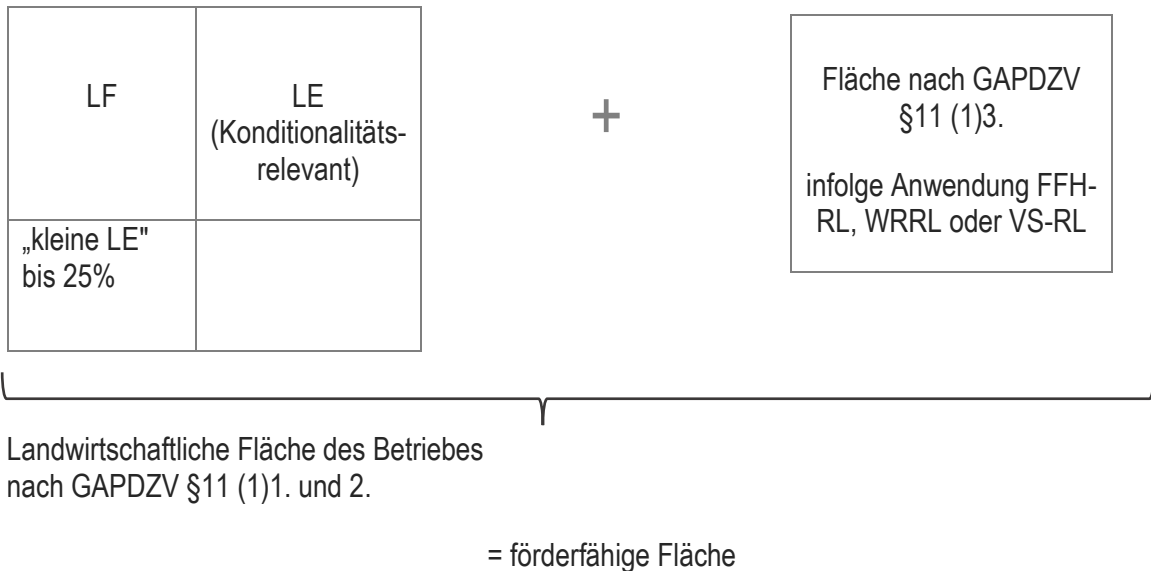 LF
LE
(Konditionalitäts-
relevant)
„kleine LE"
bis 25%
+
Fläche nach GAPDZV
§11 (1)3.
infolge Anwendung FFH-
RL, WRRL oder VS-RL
Landwirtschaftliche Fläche des Betriebes
nach GAPDZV §11 (1)1. und 2.
= förderfähige Fläche